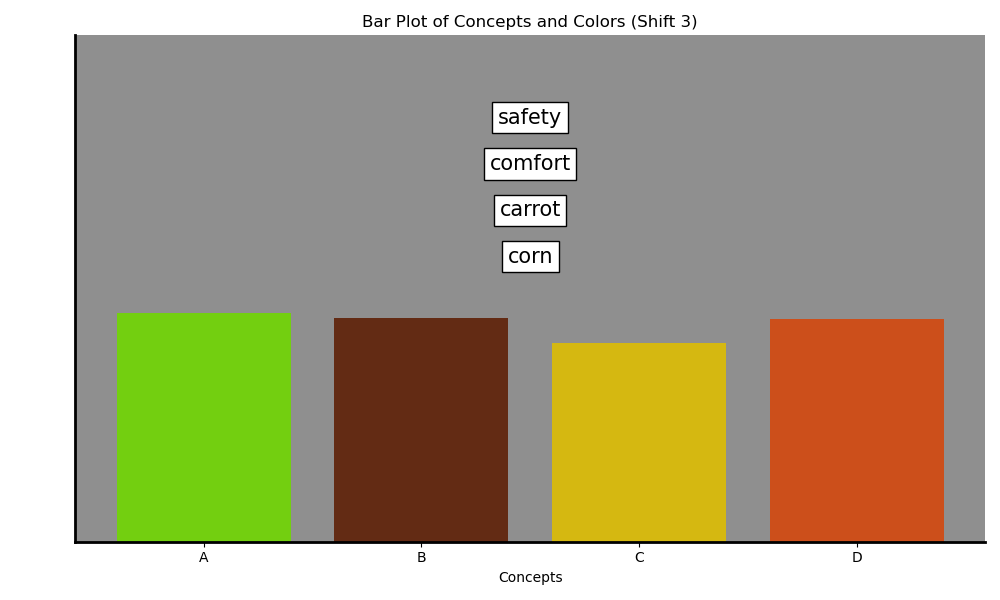 Bar Plot of Concepts and Colors (Shift 3)
safety
comfort
carrot
corn
A B C D
Concepts